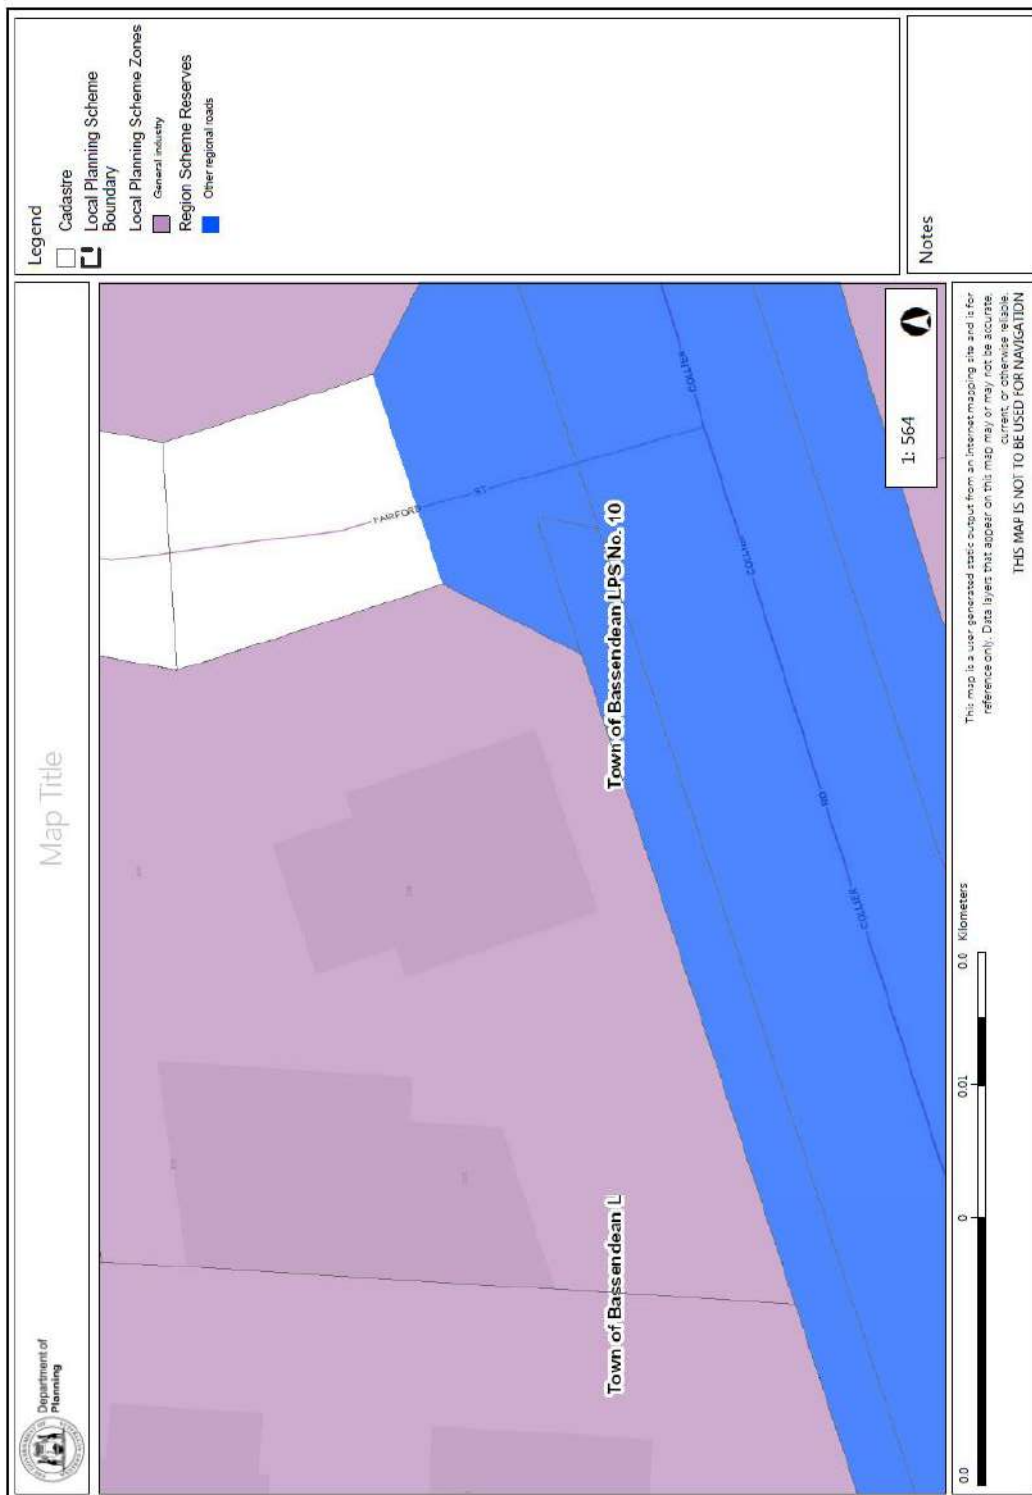 Department of
Planning
Map Title
Legend
Cadastre
Local Planning Scheme
Boundary
Local Planning Scheme Zones
General industry
Region Scheme Reserves
Other regional roads
FAIRFORD
ST
COLLIER
COLLIER
RD
COLLIER
Town of Bassendean L
Town of Bassendean LPS No. 10
1: 564
Notes
0.0
0
0.01
0.0 Kilometers
This map is a user generated static output from an Internet mapping site and is for
reference only. Data layers that appear on this map may or may not be accurate,
current, or otherwise reliable.
THIS MAP IS NOT TO BE USED FOR NAVIGATION